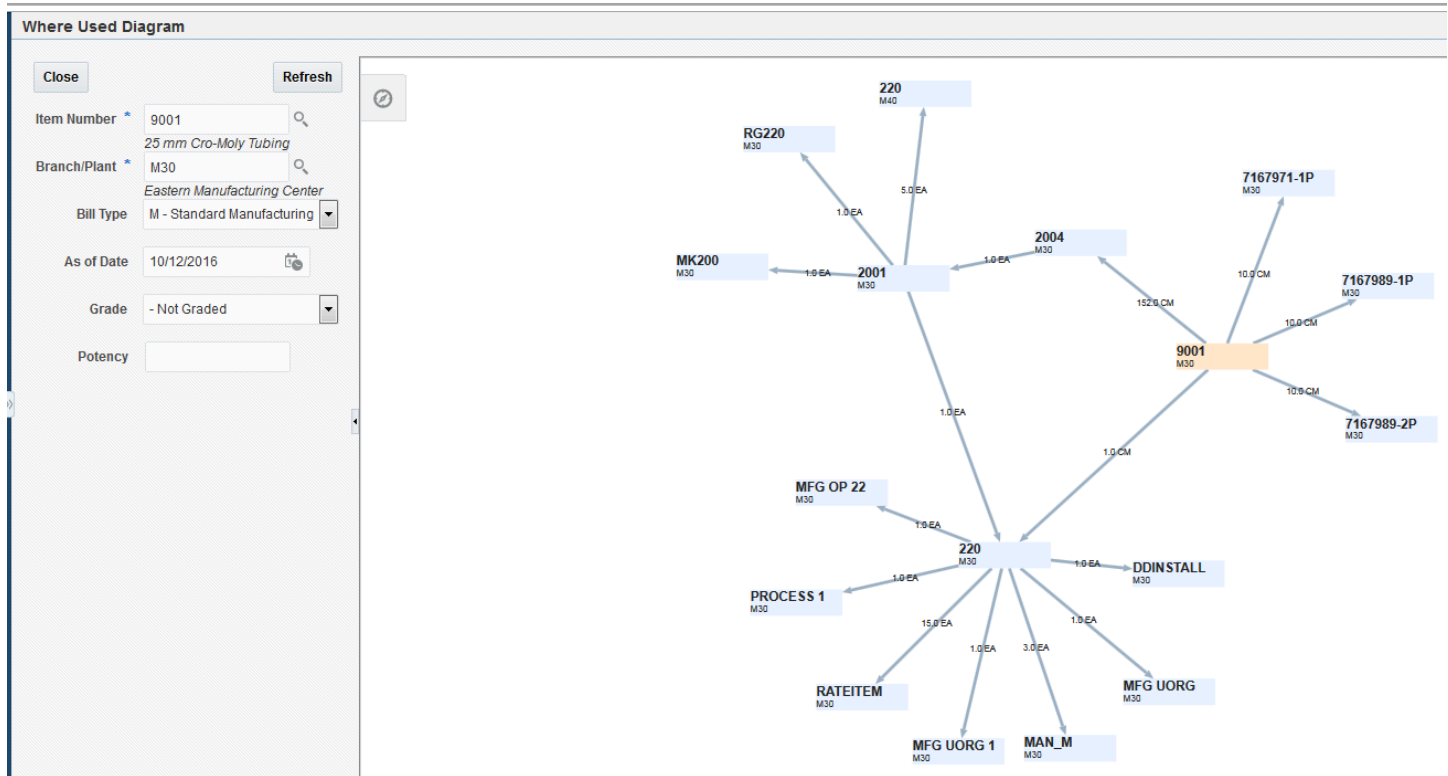 Where Used Diagram
Close
Refresh
Item Number *
9001
25 mm Cro-Moly Tubing
Branch/Plant *
M30
Eastern Manufacturing Center
Bill Type
M - Standard Manufacturing
As of Date
10/12/2016
Grade
- Not Graded
Potency
220
M40
RG220
M30
5.0 EA
1.0 EA
7167971-1P
M30
2004
M30
MK200
M30
1.0 EA
2001
M30
1.0 EA
10.0 CM
7167989-1P
M30
152.0 CM
10.0 CM
9001
M30
10.0 CM
7167989-2P
M30
1.0 EA
1.0 CM
MFG OP 22
M30
1.0 EA
220
M30
1.0 EA
DDINSTALL
M30
1.0 EA
PROCESS 1
M30
15.0 EA
1.0 EA
3.0 EA
1.0 EA
RATEITEM
M30
MFG UORG
M30
MFG UORG 1
M30
MAN_M
M30